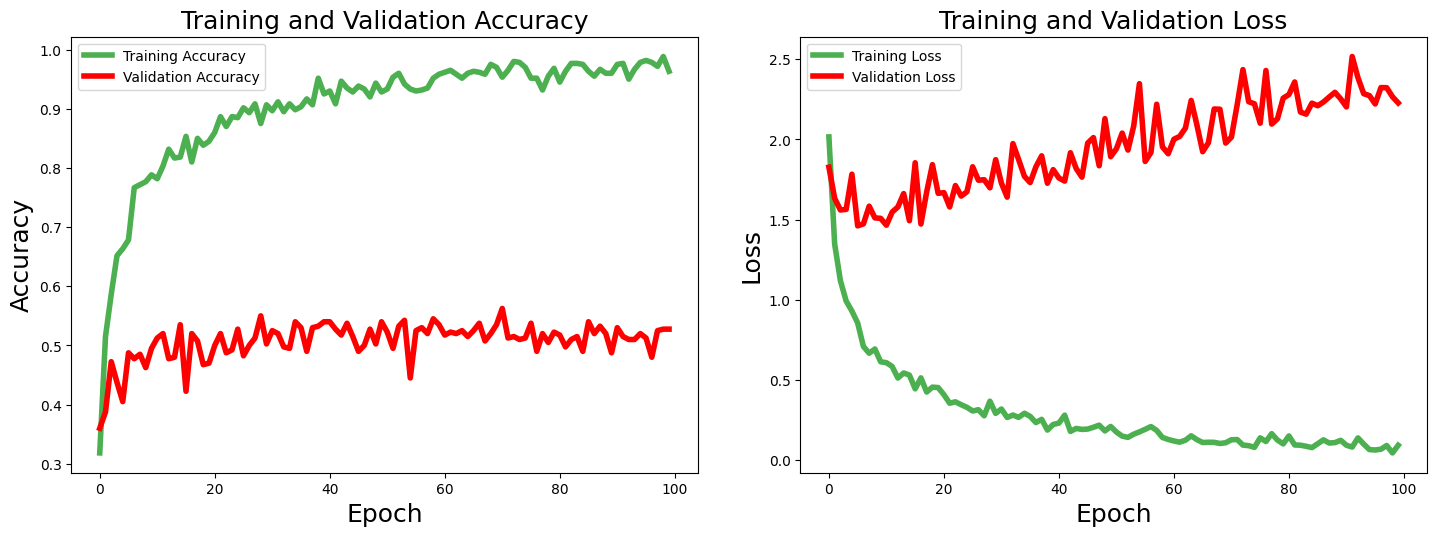 Training and Validation Accuracy
Training Accuracy
Validation Accuracy
1.0
0.9
0.8
0.7
0.6
0.5
0.4
0.3
Accuracy
0
20
40
60
80
100
Epoch
Training and Validation Loss
Training Loss
Validation Loss
2.5
2.0
1.5
1.0
0.5
0.0
Loss
0
20
40
60
80
100
Epoch